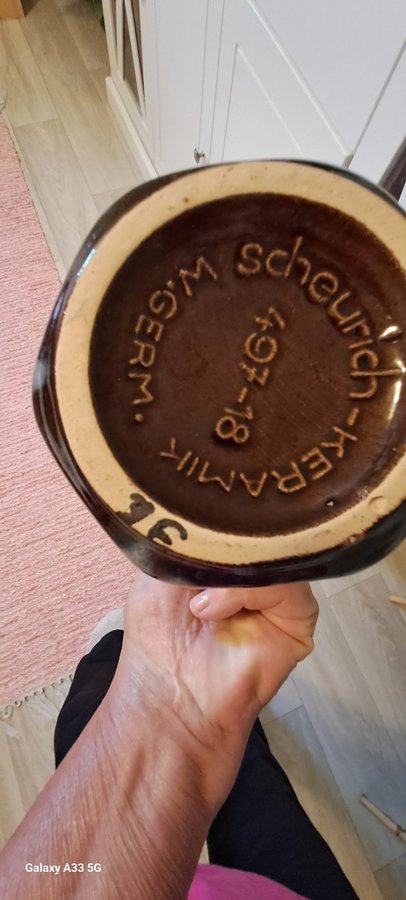 scheurich-KERAMIK
W.GERM.
497-18
36
Galaxy A33 5G